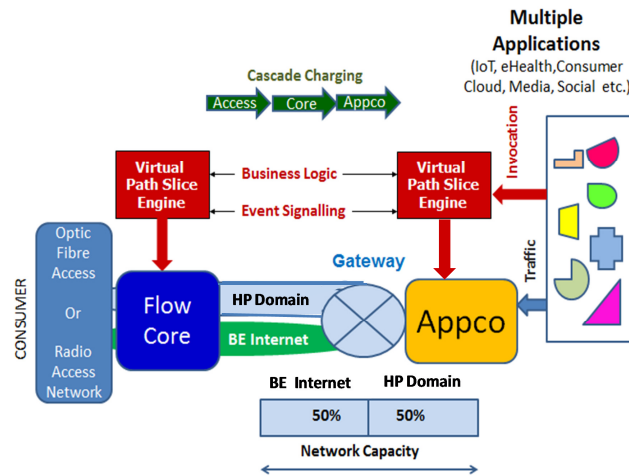 Multiple
Applications
(IoT, eHealth,Consumer
Cloud, Media, Social etc.)
Cascade Charging
Access
Core
Appco
Invocation
Virtual
Path Slice
Engine
Business Logic
Event Signalling
Virtual
Path Slice
Engine
Traffic
CONSUMER
Optic
Fibre
Access
Or
Radio
Access
Network
Flow
Core
HP Domain
BE Internet
Gateway
Appco
BE Internet
HP Domain
50%
50%
Network Capacity